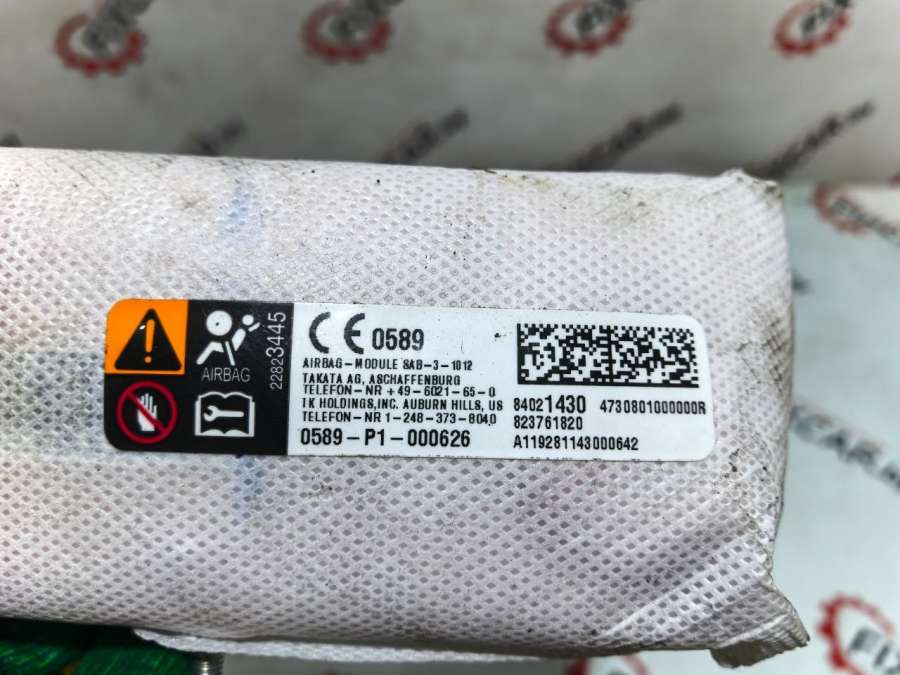 AIRBAG
22823445
CE 0589
AIRBAG-MODULE SAB-3-1012
TAKATA AG, ASCHAFFENBURG
TELEFON-NR +49-6021-65-0
TK HOLDINGS,INC. AUBURN HILLS, US
TELEFON-NR 1-248-373-8040
0589-P1-000626
84021430 4730801000000R
823761820
A119281143000642